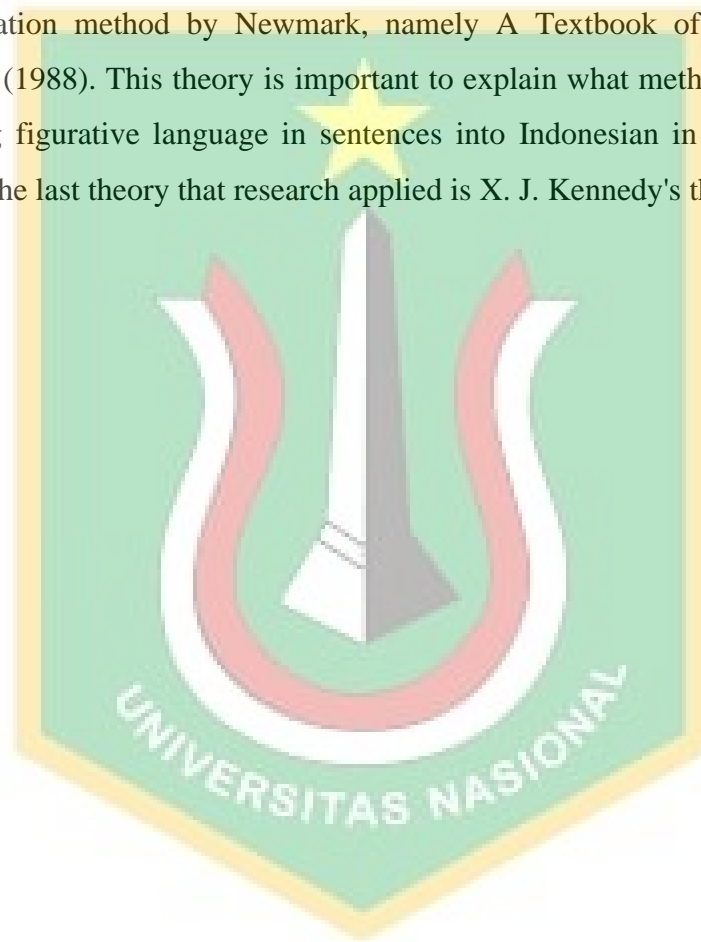 ation method by Newmark, namely A Textbook of
(1988). This theory is important to explain what meth
figurative language in sentences into Indonesian in
he last theory that research applied is X. J. Kennedy's th
UNIVERSITAS NASIONAL